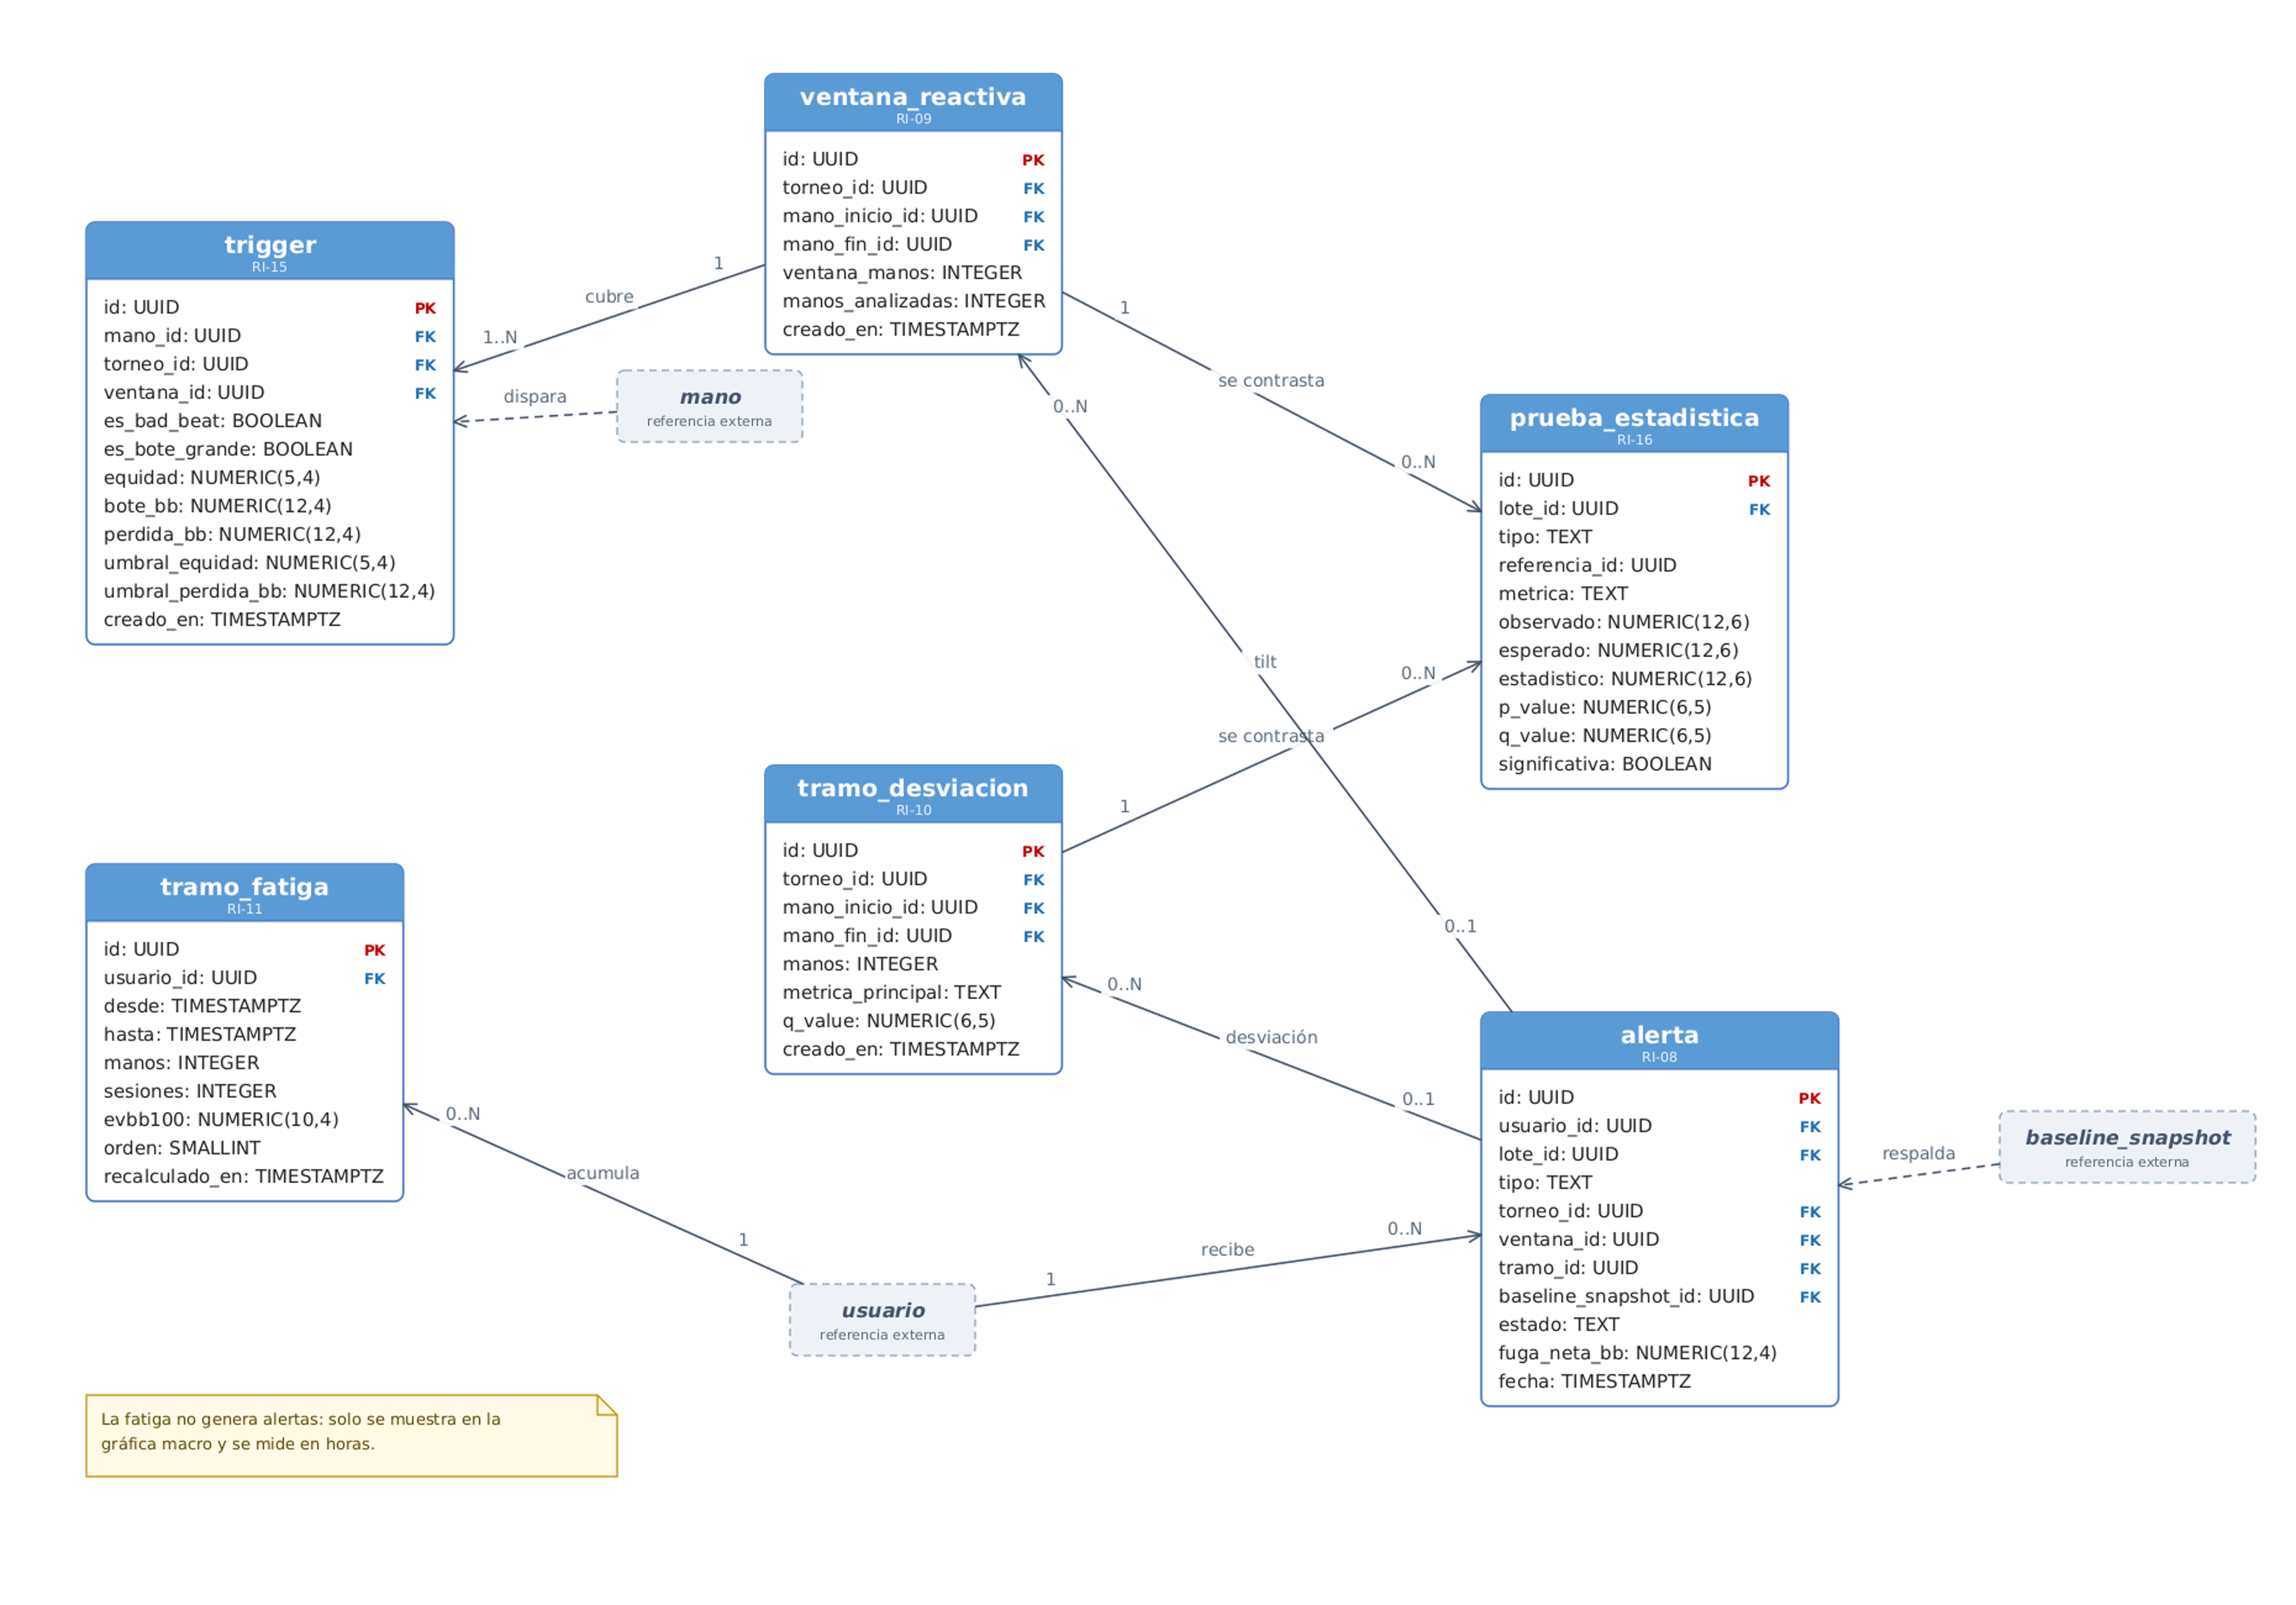 ventana_reactiva
RI-09
id: UUID PK
torneo_id: UUID FK
mano_inicio_id: UUID FK
mano_fin_id: UUID FK
ventana_manos: INTEGER
manos_analizadas: INTEGER
creado_en: TIMESTAMPTZ
trigger
RI-15
id: UUID PK
mano_id: UUID FK
torneo_id: UUID FK
ventana_id: UUID FK
es_bad_beat: BOOLEAN
es_bote_grande: BOOLEAN
equidad: NUMERIC(5,4)
bote_bb: NUMERIC(12,4)
perdida_bb: NUMERIC(12,4)
umbral_equidad: NUMERIC(5,4)
umbral_perdida_bb: NUMERIC(12,4)
creado_en: TIMESTAMPTZ
1
cubre
1..N
dispara
mano
referencia externa
1
se contrasta
0..N
0..N
tilt
0..1
prueba_estadistica
RI-16
id: UUID PK
lote_id: UUID FK
tipo: TEXT
referencia_id: UUID
metrica: TEXT
observado: NUMERIC(12,6)
esperado: NUMERIC(12,6)
estadistico: NUMERIC(12,6)
p_value: NUMERIC(6,5)
q_value: NUMERIC(6,5)
significativa: BOOLEAN
0..N
se contrasta
1
tramo_desviacion
RI-10
id: UUID PK
torneo_id: UUID FK
mano_inicio_id: UUID FK
mano_fin_id: UUID FK
manos: INTEGER
metrica_principal: TEXT
q_value: NUMERIC(6,5)
creado_en: TIMESTAMPTZ
tramo_fatiga
RI-11
id: UUID PK
usuario_id: UUID FK
desde: TIMESTAMPTZ
hasta: TIMESTAMPTZ
manos: INTEGER
sesiones: INTEGER
evbb100: NUMERIC(10,4)
orden: SMALLINT
recalculado_en: TIMESTAMPTZ
0..N
desviación
0..1
alerta
RI-08
id: UUID PK
usuario_id: UUID FK
lote_id: UUID FK
tipo: TEXT
torneo_id: UUID FK
ventana_id: UUID FK
tramo_id: UUID FK
baseline_snapshot_id: UUID FK
estado: TEXT
fuga_neta_bb: NUMERIC(12,4)
fecha: TIMESTAMPTZ
respalda
baseline_snapshot
referencia externa
0..N
acumula
1
usuario
referencia externa
1
recibe
0..N
La fatiga no genera alertas: solo se muestra en la
gráfica macro y se mide en horas.